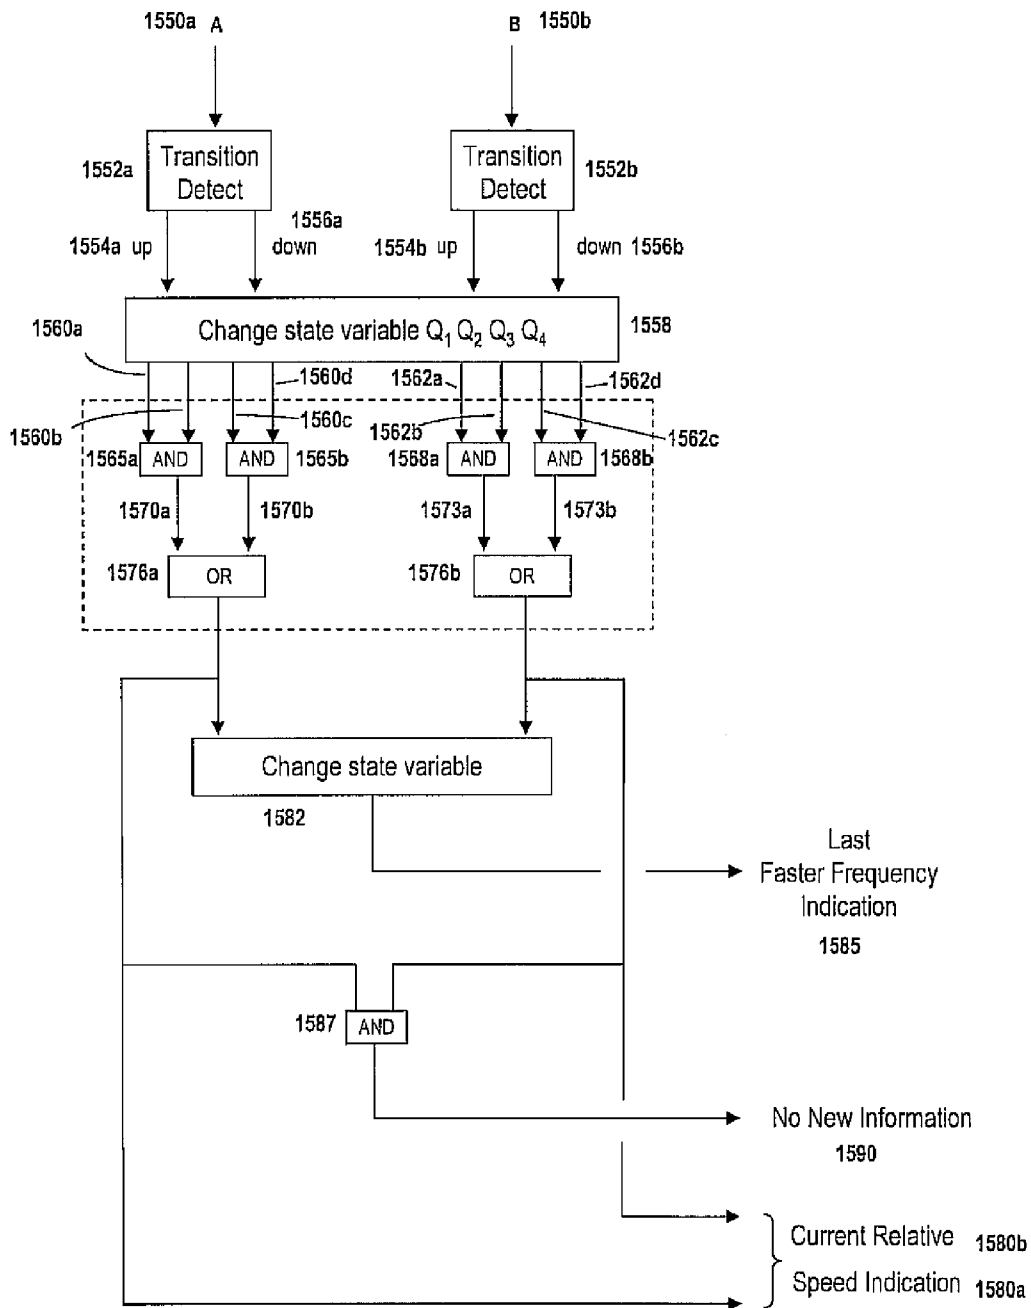 1550a A B 1550b
1552a Transition Detect Transition Detect 1552b
1554a up 1556a down 1554b up down 1556b
Change state variable Q1 Q2 Q3 Q4 1558
1560a 1560d 1562a 1562d
1560b 1560c 1562b 1562c
1565a AND AND 1565b 1568a AND AND 1568b
1570a 1570b 1573a 1573b
1576a OR 1576b OR
Change state variable
1582
Last
Faster Frequency
Indication
1585
1587 AND
No New Information
1590
Current Relative 1580b
Speed Indication 1580a